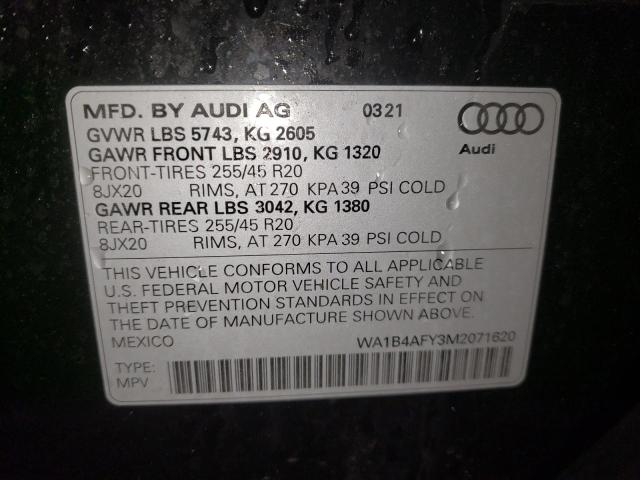 MFD. BY AUDI AG 0321
GVWR LBS 5743, KG 2605
GAWR FRONT LBS 2910, KG 1320
Audi
FRONT-TIRES 255/45 R20
8JX20 RIMS, AT 270 KPA 39 PSI COLD
GAWR REAR LBS 3042, KG 1380
REAR-TIRES 255/45 R20
8JX20 RIMS, AT 270 KPA 39 PSI COLD
THIS VEHICLE CONFORMS TO ALL APPLICABLE
U.S. FEDERAL MOTOR VEHICLE SAFETY AND
THEFT PREVENTION STANDARDS IN EFFECT ON
THE DATE OF MANUFACTURE SHOWN ABOVE.
MEXICO WA1B4AFY3M2071620
TYPE:
MPV